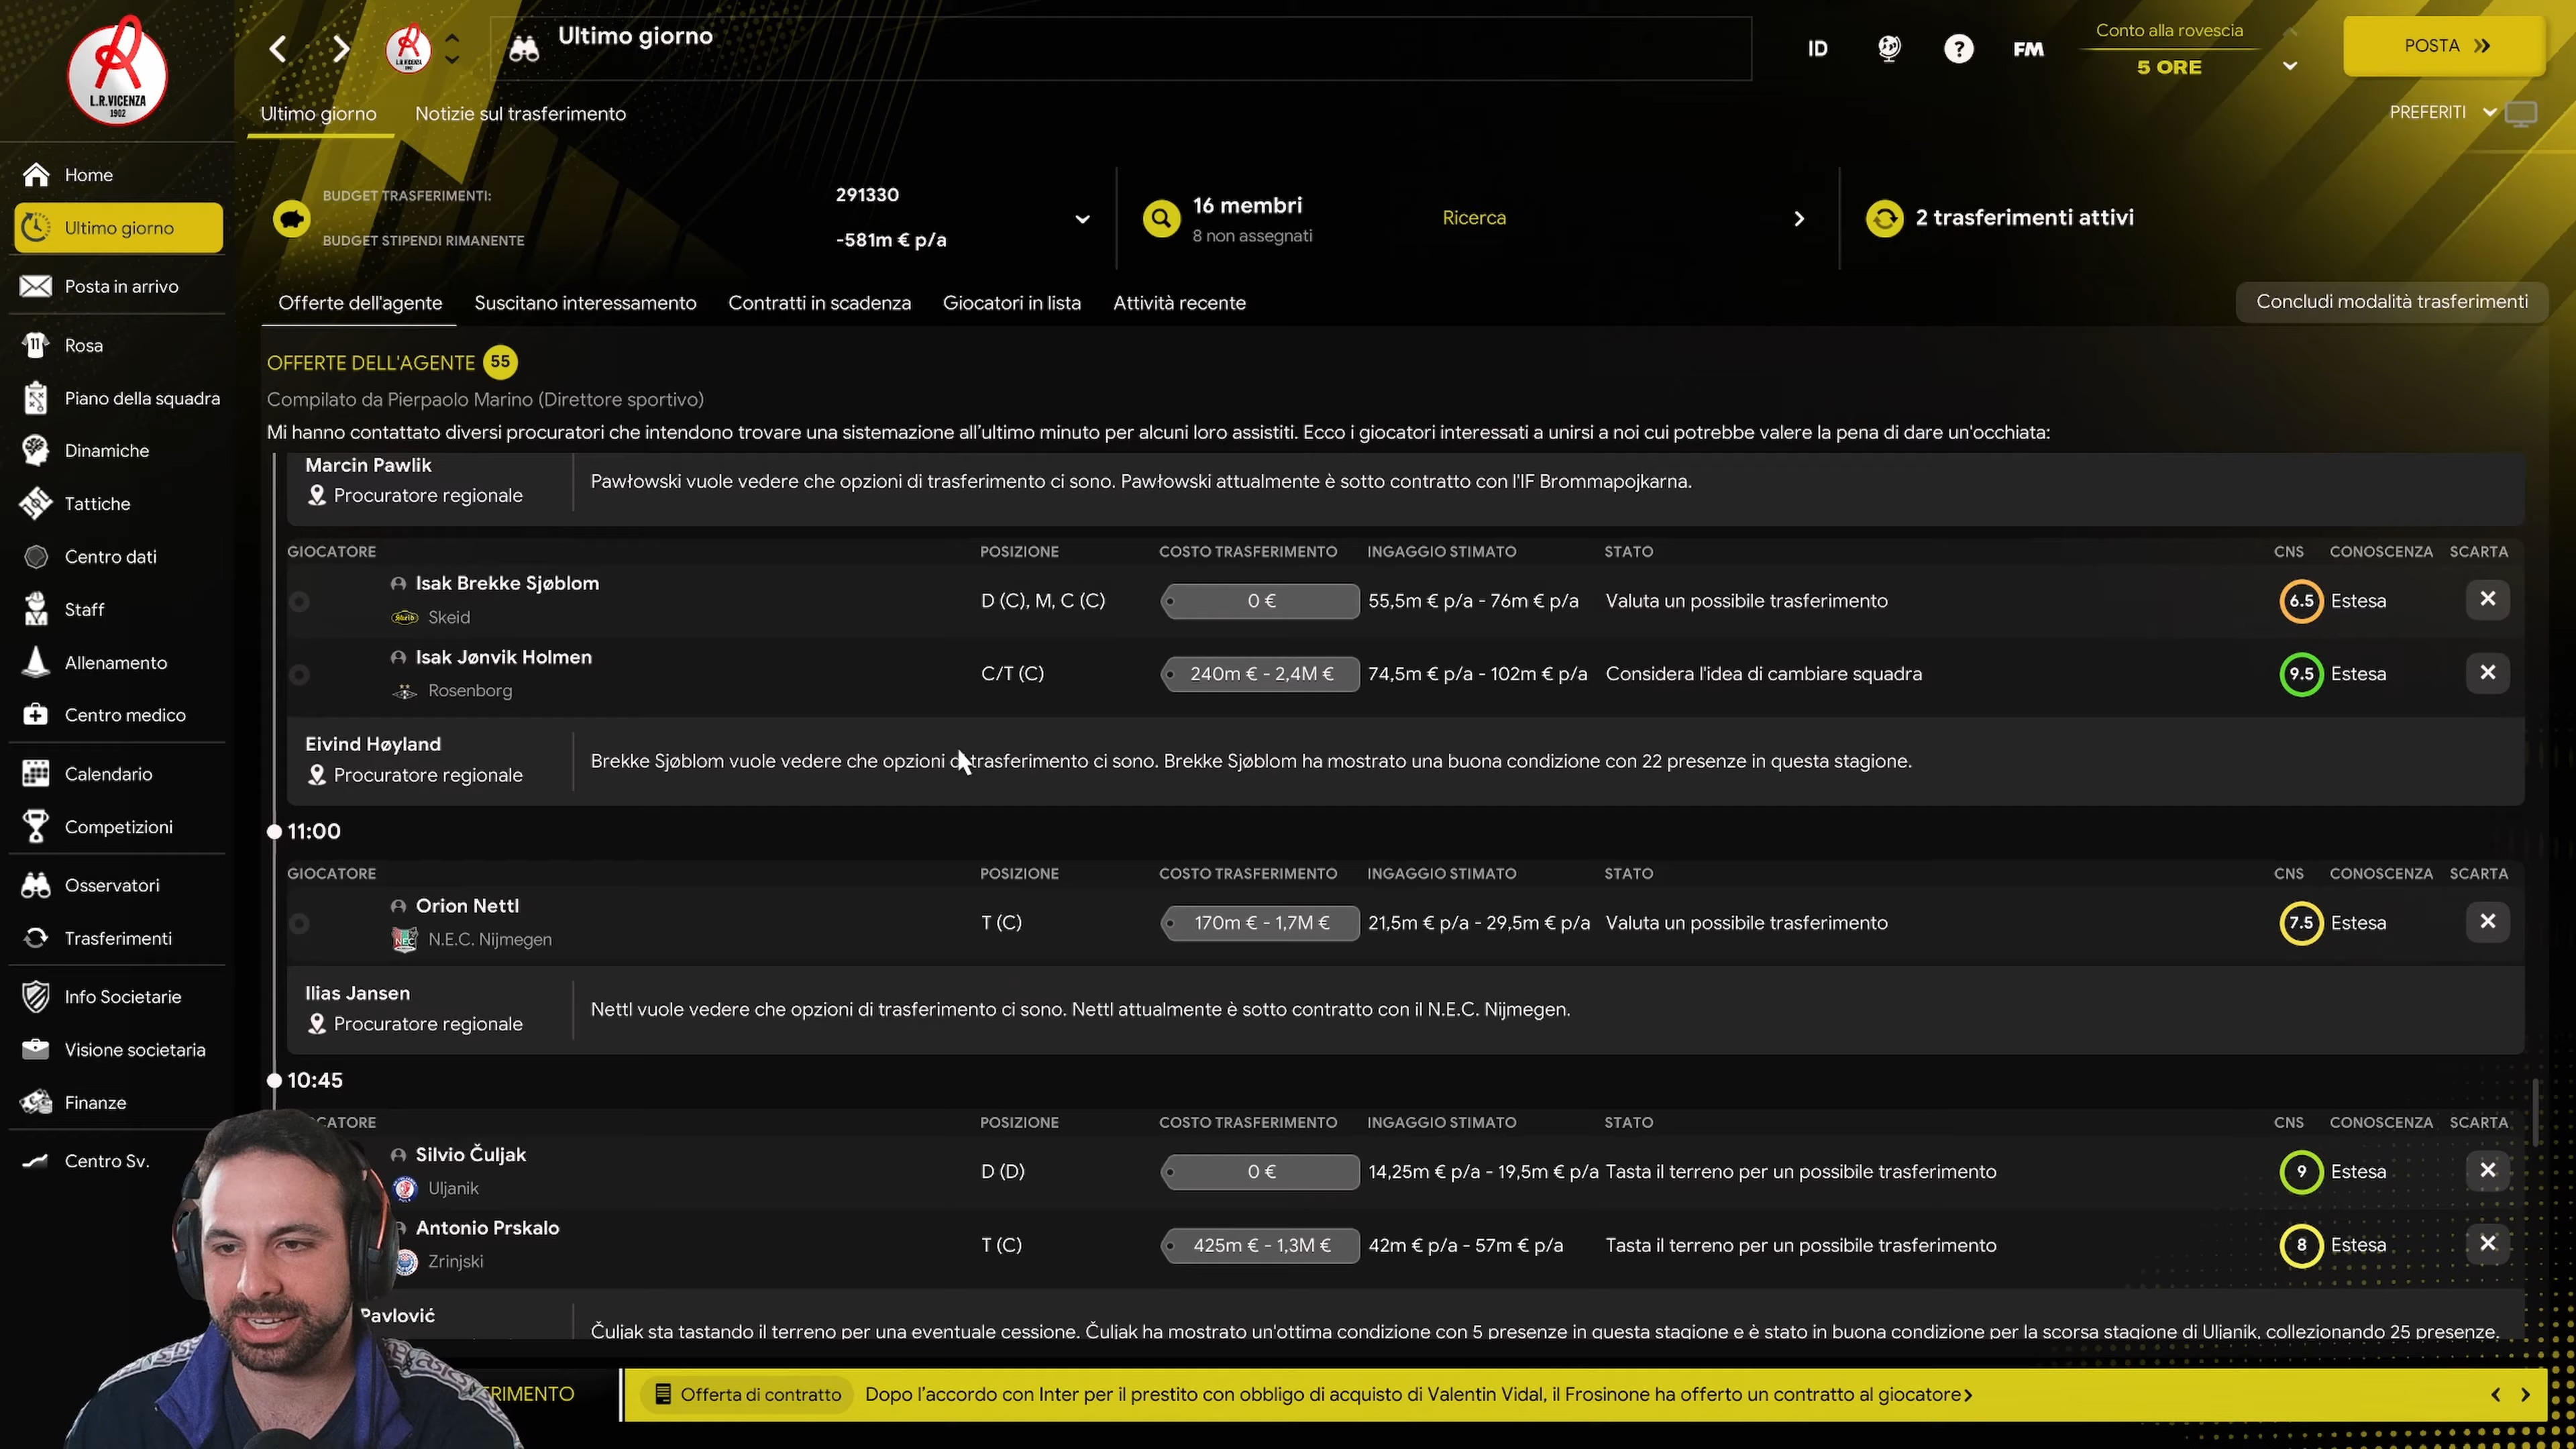 L.R.VICENZA
1902
Ultimo giorno
ID
FM
Conto alla rovescia
5 ORE
POSTA
Ultimo giorno
Notizie sul trasferimento
PREFERITI
Home
Ultimo giorno
Posta in arrivo
Rosa
Piano della squadra
Dinamiche
Tattiche
Centro dati
Staff
Allenamento
Centro medico
Calendario
Competizioni
Osservatori
Trasferimenti
Info Societarie
Visione societaria
Finanze
Centro Sv.
BUDGET TRASFERIMENTI:
291330
BUDGET STIPENDI RIMANENTE
-581m € p/a
16 membri
8 non assegnati
Ricerca
2 trasferimenti attivi
Offerte dell'agente
Suscitano interessamento
Contratti in scadenza
Giocatori in lista
Attività recente
Concludi modalità trasferimenti
OFFERTE DELL'AGENTE 55
Compilato da Pierpaolo Marino (Direttore sportivo)
Mi hanno contattato diversi procuratori che intendono trovare una sistemazione all'ultimo minuto per alcuni loro assistiti. Ecco i giocatori interessati a unirsi a noi cui potrebbe valere la pena di dare un'occhiata:
Marcin Pawlik
Procuratore regionale
Pawłowski vuole vedere che opzioni di trasferimento ci sono. Pawłowski attualmente è sotto contratto con l'IF Brommapojkarna.
GIOCATORE POSIZIONE COSTO TRASFERIMENTO INGAGGIO STIMATO STATO CNS CONOSCENZA SCARTA
Isak Brekke Sjøblom
Skeid
D (C), M, C (C) 0 € 55,5m € p/a - 76m € p/a Valuta un possibile trasferimento 6.5 Estesa
Isak Jønvik Holmen
Rosenborg
C/T (C) 240m € - 2,4M € 74,5m € p/a - 102m € p/a Considera l'idea di cambiare squadra 9.5 Estesa
Eivind Høyland
Procuratore regionale
Brekke Sjøblom vuole vedere che opzioni trasferimento ci sono. Brekke Sjøblom ha mostrato una buona condizione con 22 presenze in questa stagione.
11:00
GIOCATORE POSIZIONE COSTO TRASFERIMENTO INGAGGIO STIMATO STATO CNS CONOSCENZA SCARTA
Orion Nettl
N.E.C. Nijmegen
T (C) 170m € - 1,7M € 21,5m € p/a - 29,5m € p/a Valuta un possibile trasferimento 7.5 Estesa
Ilias Jansen
Procuratore regionale
Nettl vuole vedere che opzioni di trasferimento ci sono. Nettl attualmente è sotto contratto con il N.E.C. Nijmegen.
10:45
CATORE POSIZIONE COSTO TRASFERIMENTO INGAGGIO STIMATO STATO CNS CONOSCENZA SCARTA
Silvio Čuljak
Uljanik
D (D) 0 € 14,25m € p/a - 19,5m € p/a Tasta il terreno per un possibile trasferimento 9 Estesa
Antonio Prskalo
Zrinjski
T (C) 425m € - 1,3M € 42m € p/a - 57m € p/a Tasta il terreno per un possibile trasferimento 8 Estesa
Pavlović
Čuljak sta tastando il terreno per una eventuale cessione. Čuljak ha mostrato un'ottima condizione con 5 presenze in questa stagione e è stato in buona condizione per la scorsa stagione di Uljanik, collezionando 25 presenze.
RIMENTO
Offerta di contratto
Dopo l'accordo con Inter per il prestito con obbligo di acquisto di Valentin Vidal, il Frosinone ha offerto un contratto al giocatore